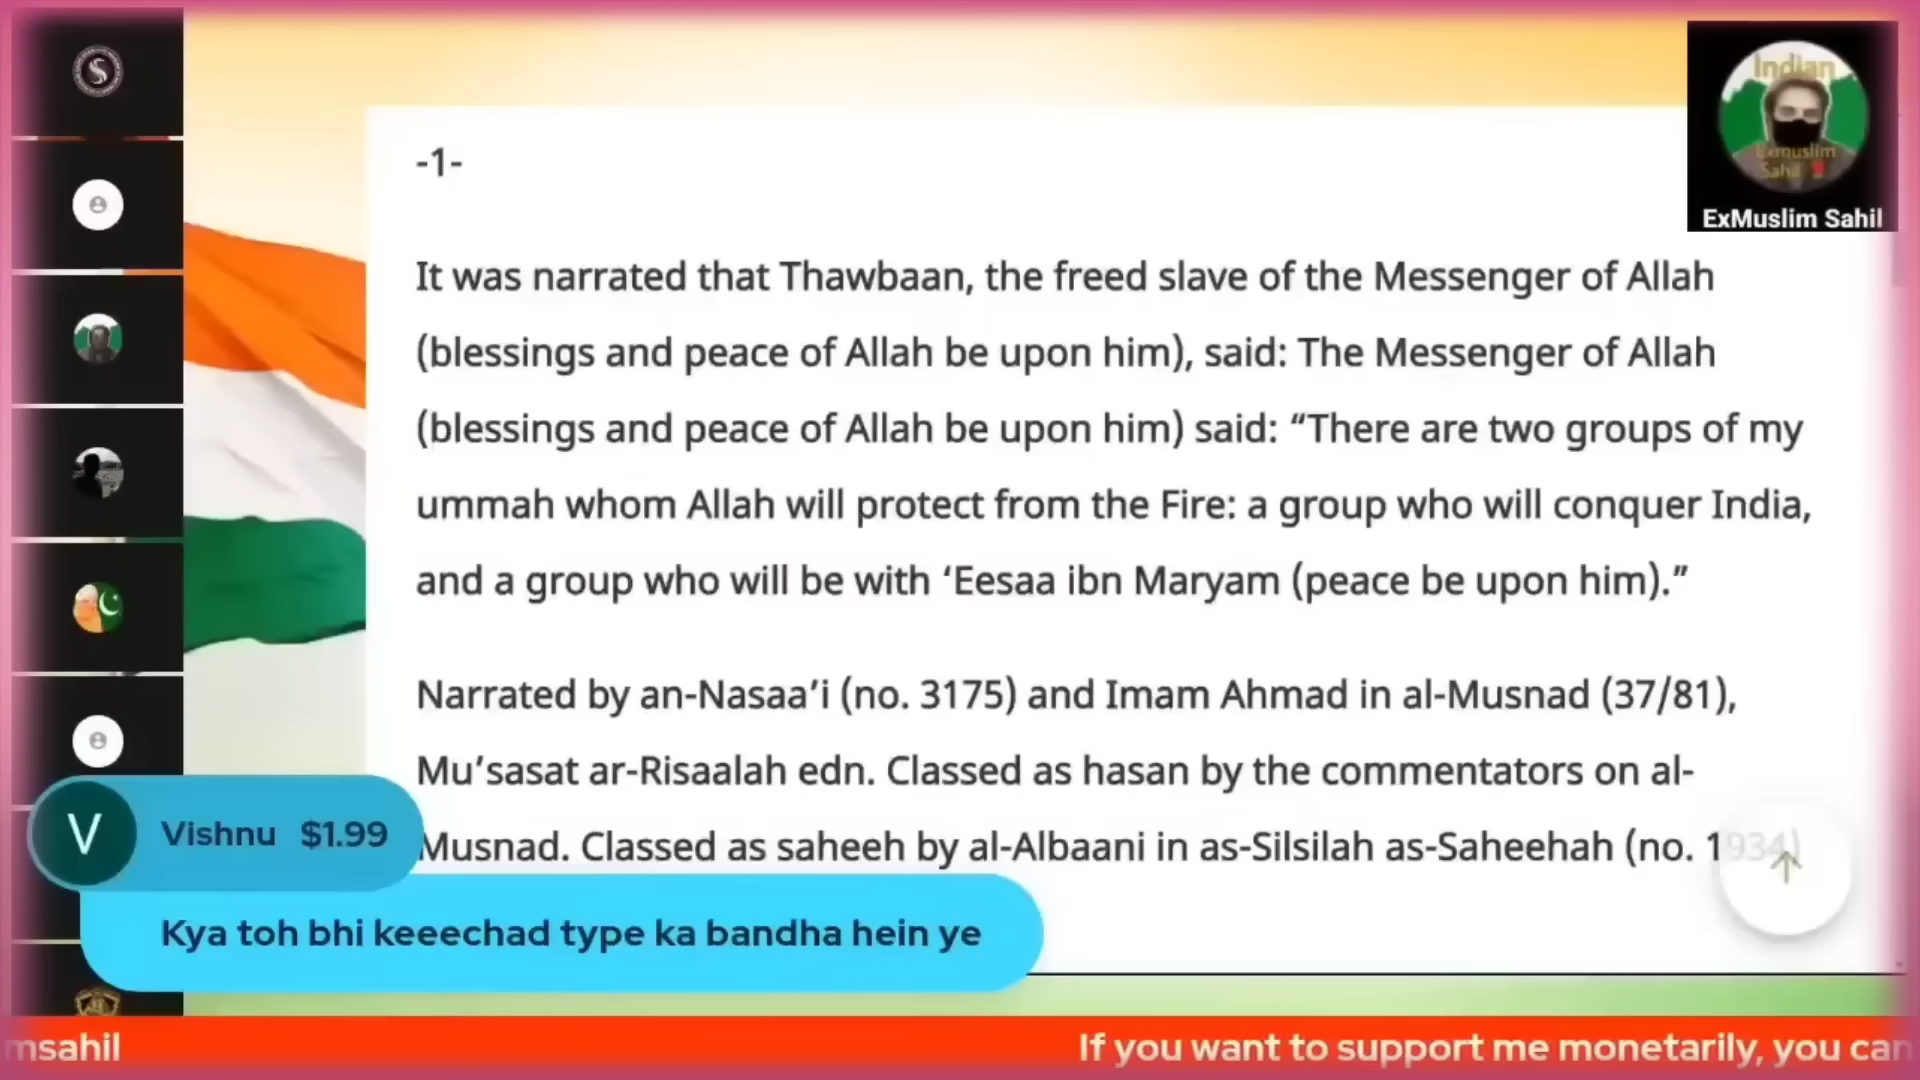 -1-
It was narrated that Thawbaan, the freed slave of the Messenger of Allah
(blessings and peace of Allah be upon him), said: The Messenger of Allah
(blessings and peace of Allah be upon him) said: “There are two groups of my
ummah whom Allah will protect from the Fire: a group who will conquer India,
and a group who will be with ‘Eesaa ibn Maryam (peace be upon him).”
Narrated by an-Nasaa’i (no. 3175) and Imam Ahmad in al-Musnad (37/81),
Mu’sasat ar-Risaalah edn. Classed as hasan by the commentators on al-
Musnad. Classed as saheeh by al-Albaani in as-Silsilah as-Saheehah (no. 1934)
Indian
Exmuslim
Sahil
ExMuslim Sahil
V
Vishnu $1.99
Kya toh bhi keeechad type ka bandha hein ye
msahil
If you want to support me monetarily, you can